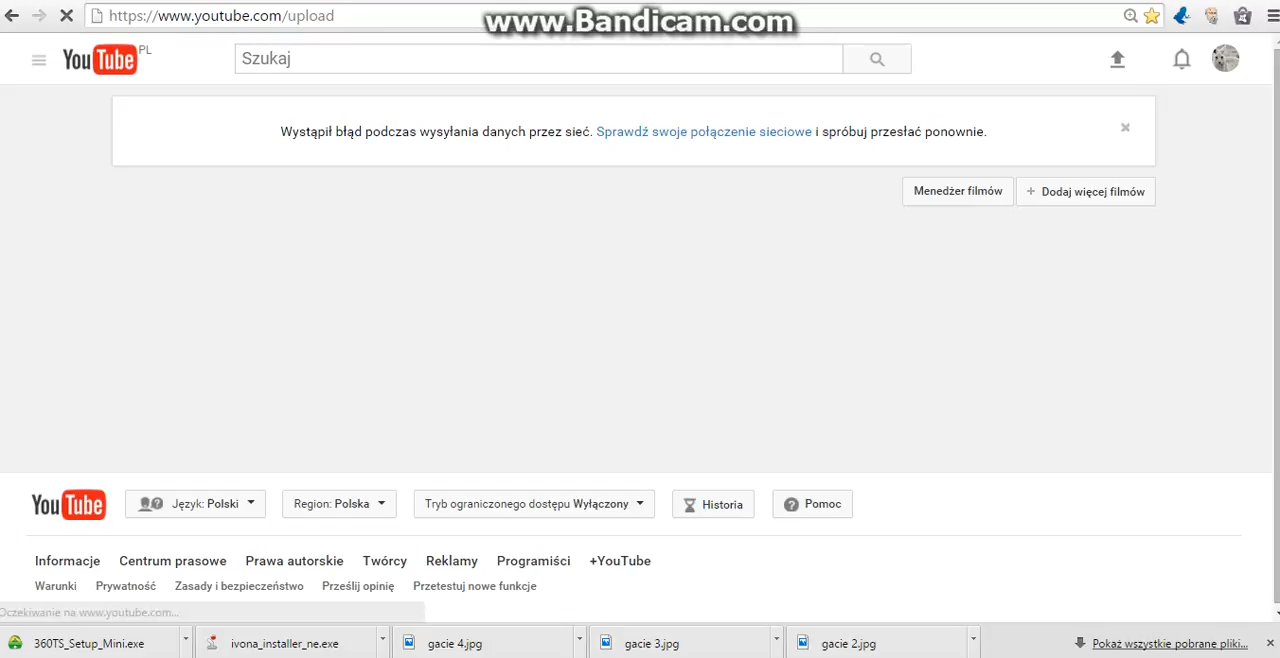 https://www.youtube.com/upload
www.Bandicam.com
YouTube PL
Szukaj
Wystąpił błąd podczas wysyłania danych przez sieć. Sprawdź swoje połączenie sieciowe i spróbuj przesłać ponownie.
Menedżer filmów
+ Dodaj więcej filmów
YouTube
Język: Polski
Region: Polska
Tryb ograniczonego dostępu Wyłączony
Historia
Pomoc
Informacje Centrum prasowe Prawa autorskie Twórcy Reklamy Programiści +YouTube
Warunki Prywatność Zasady i bezpieczeństwo Prześlij opinię Przetestuj nowe funkcje
Oczekiwanie na www.youtube.com...
360TS_Setup_Mini.exe ivona_installer_ne.exe gacie 4.jpg gacie 3.jpg gacie 2.jpg Pokaż wszystkie pobrane pliki...